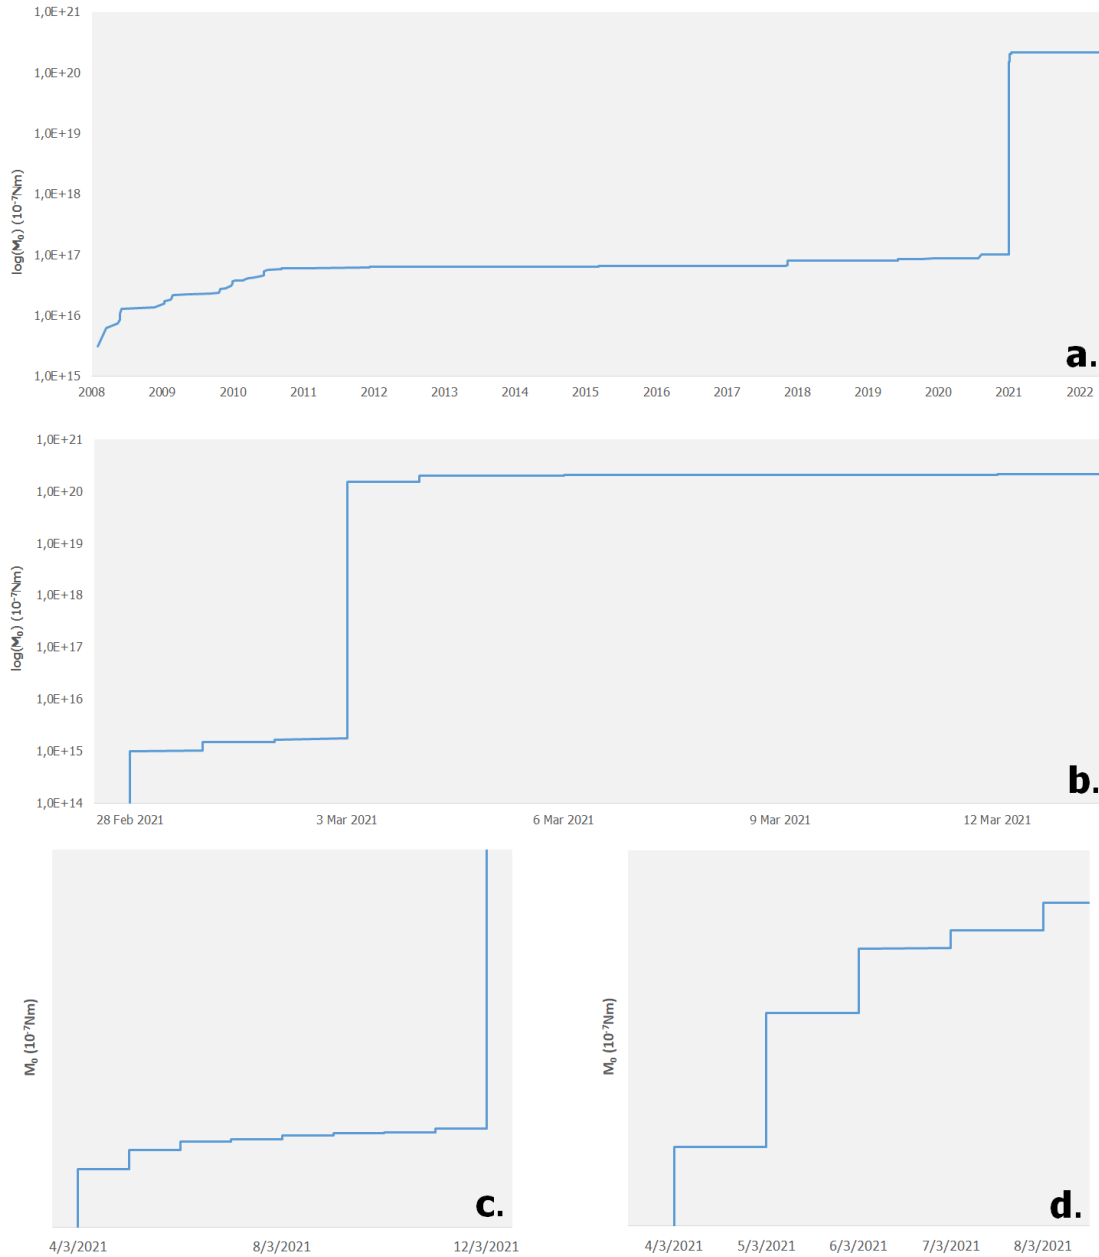 1,0E+21
1,0E+20
1,0E+19
1,0E+18
1,0E+17
1,0E+16
1,0E+15
log(M₀) (10⁻⁷Nm)
2008 2009 2010 2011 2012 2013 2014 2015 2016 2017 2018 2019 2020 2021 2022
a.
1,0E+21
1,0E+20
1,0E+19
1,0E+18
1,0E+17
1,0E+16
1,0E+15
1,0E+14
log(M₀) (10⁻⁷Nm)
28 Feb 2021 3 Mar 2021 6 Mar 2021 9 Mar 2021 12 Mar 2021
b.
M₀ (10⁻⁷Nm)
4/3/2021 8/3/2021 12/3/2021
c.
M₀ (10⁻⁷Nm)
4/3/2021 5/3/2021 6/3/2021 7/3/2021 8/3/2021
d.